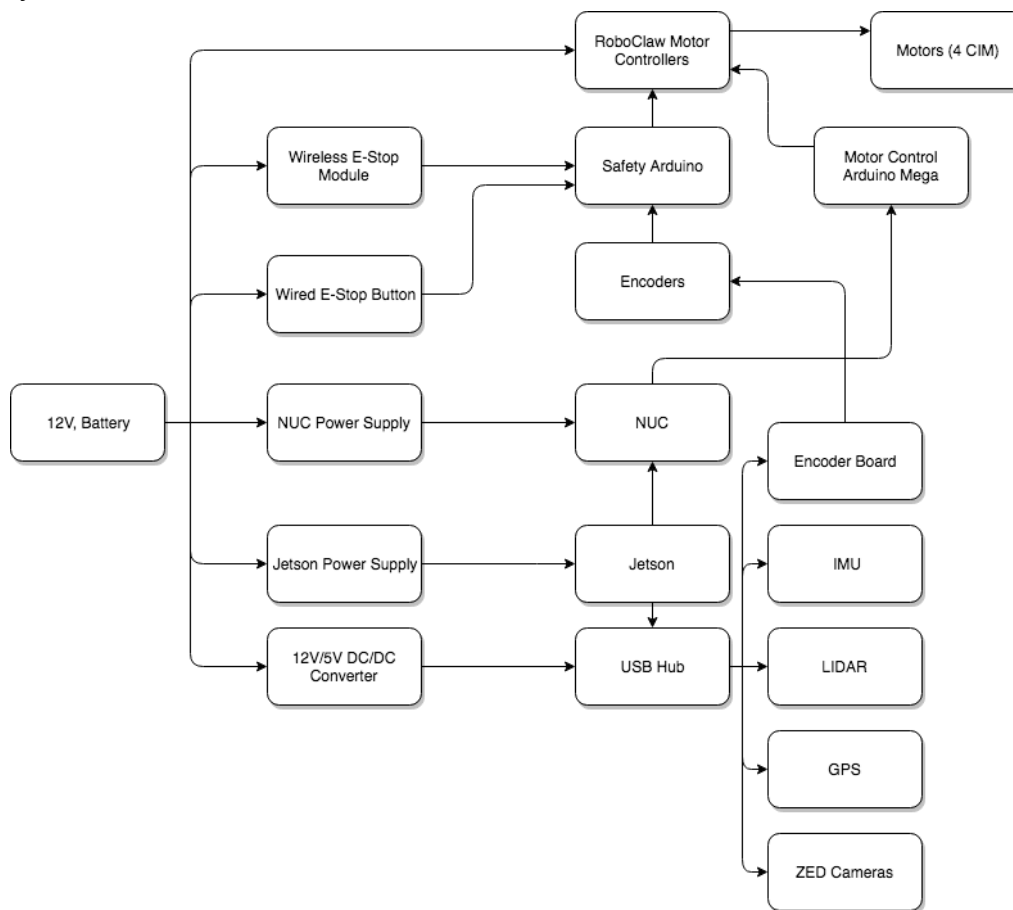 RoboClaw Motor
Controllers
Motors (4 CIM)
Wireless E-Stop
Module
Safety Arduino
Motor Control
Arduino Mega
Wired E-Stop Button
Encoders
12V, Battery
NUC Power Supply
NUC
Encoder Board
Jetson Power Supply
Jetson
IMU
12V/5V DC/DC
Converter
USB Hub
LIDAR
GPS
ZED Cameras